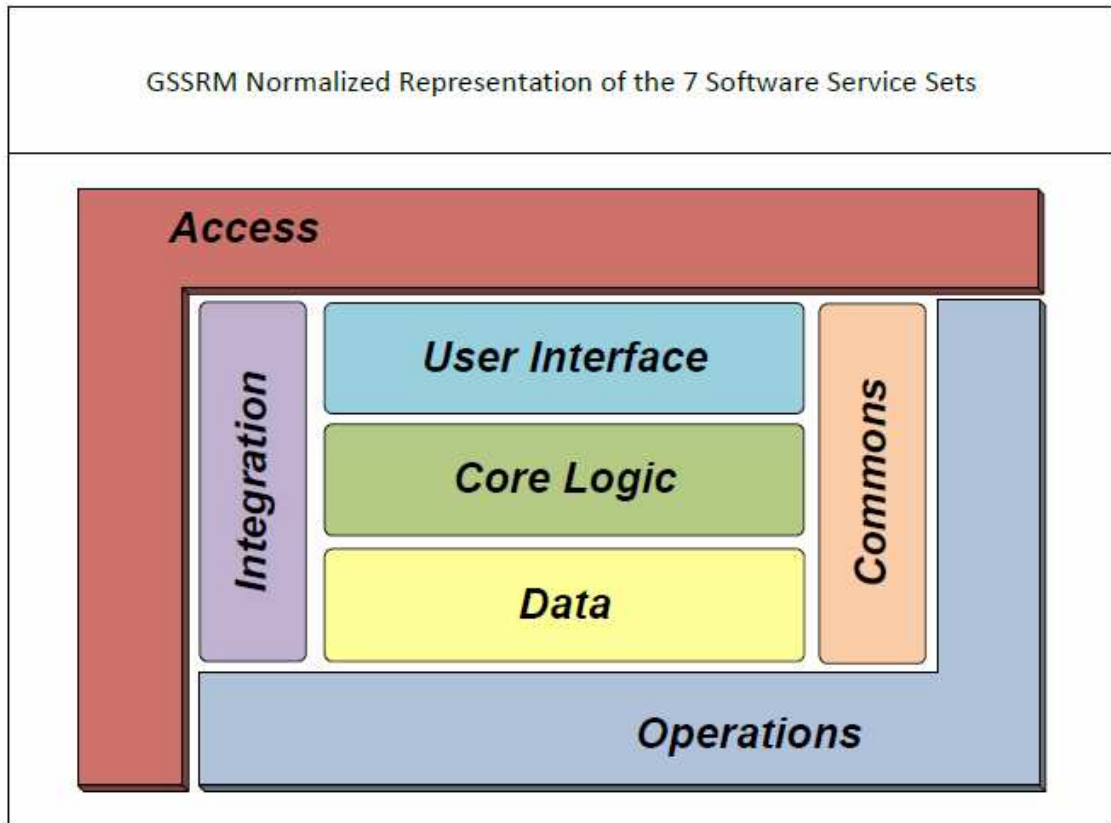 GSSRM Normalized Representation of the 7 Software Service Sets
Access
Integration
User Interface
Core Logic
Data
Commons
Operations